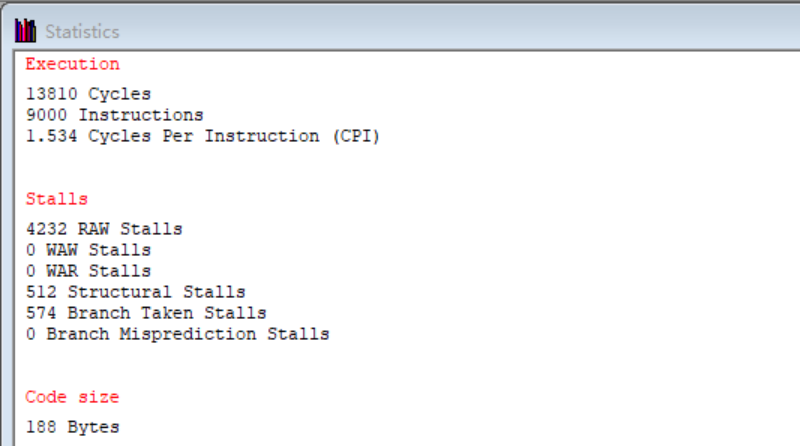 Statistics
Execution
13810 Cycles
9000 Instructions
1.534 Cycles Per Instruction (CPI)
Stalls
4232 RAW Stalls
0 WAW Stalls
0 WAR Stalls
512 Structural Stalls
574 Branch Taken Stalls
0 Branch Misprediction Stalls
Code size
188 Bytes